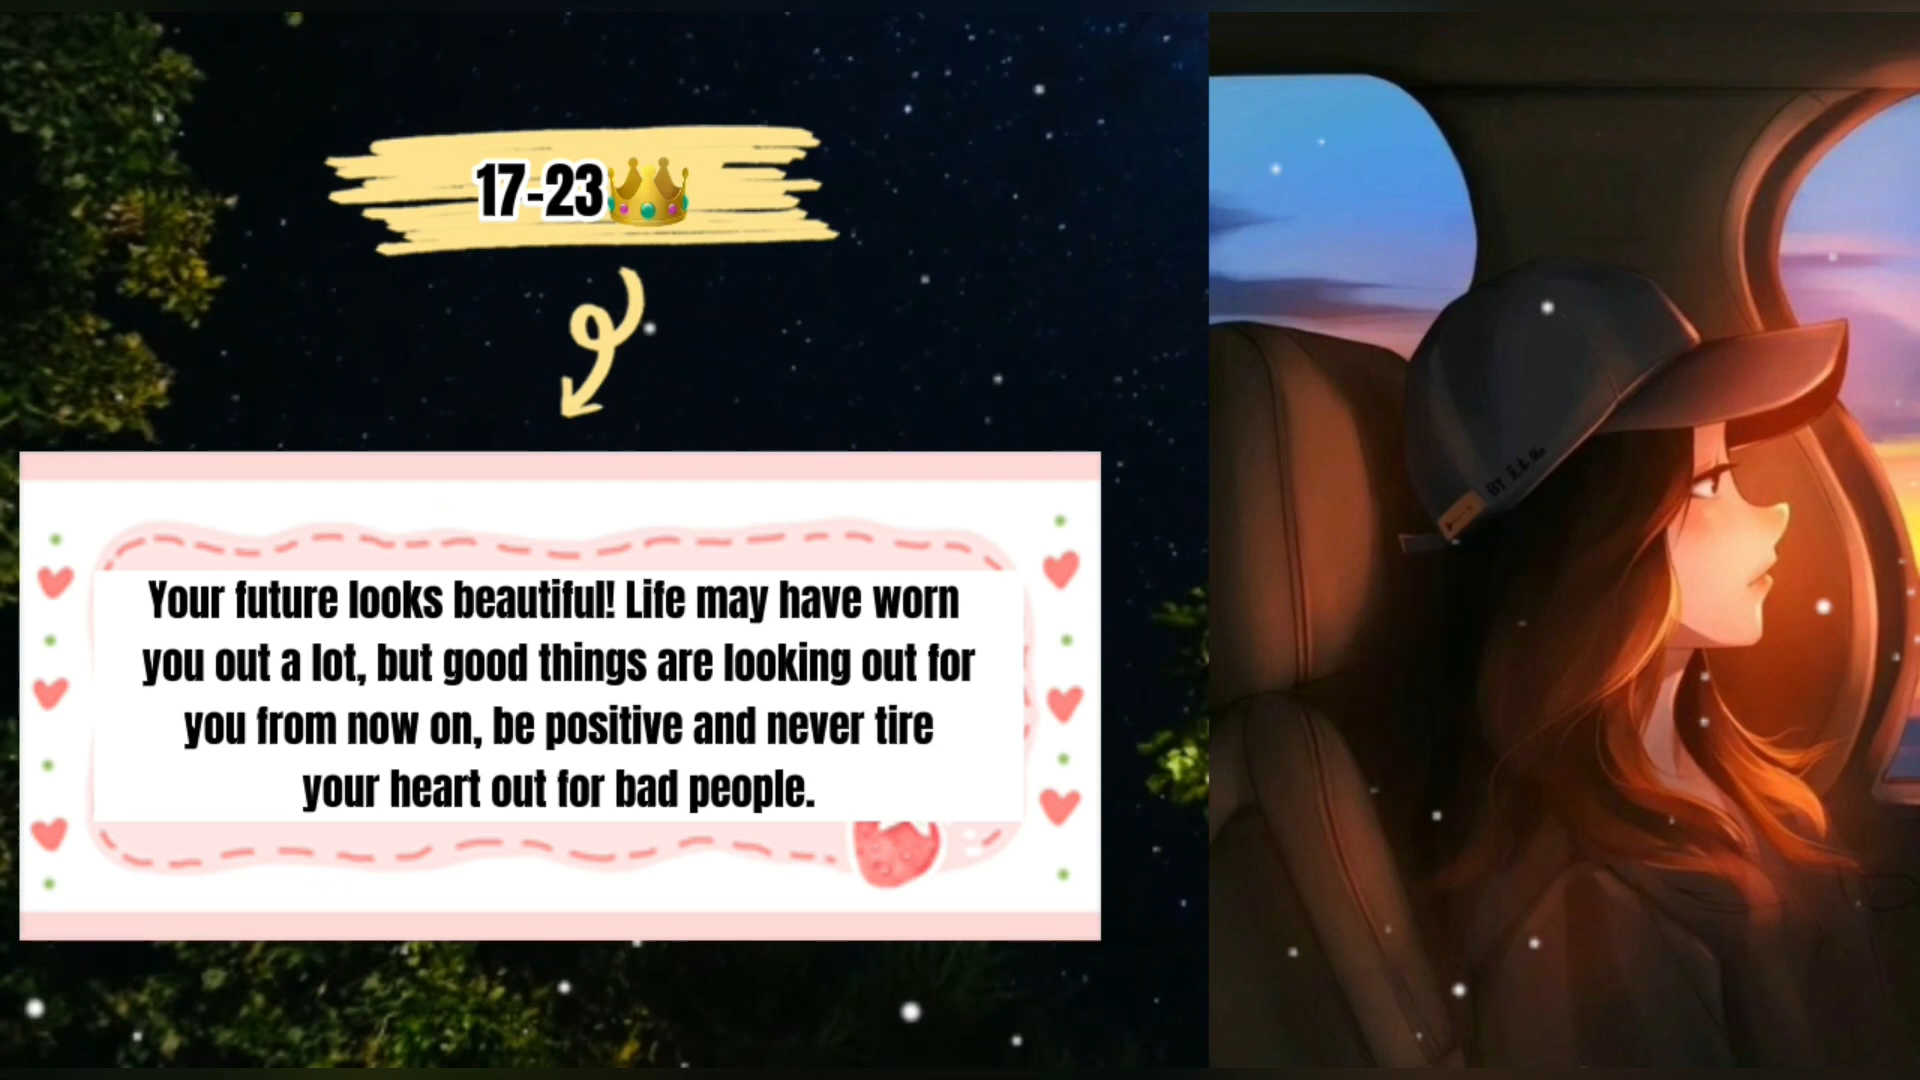 17-23👑
Your future looks beautiful! Life may have worn
you out a lot, but good things are looking out for
you from now on, be positive and never tire
your heart out for bad people.